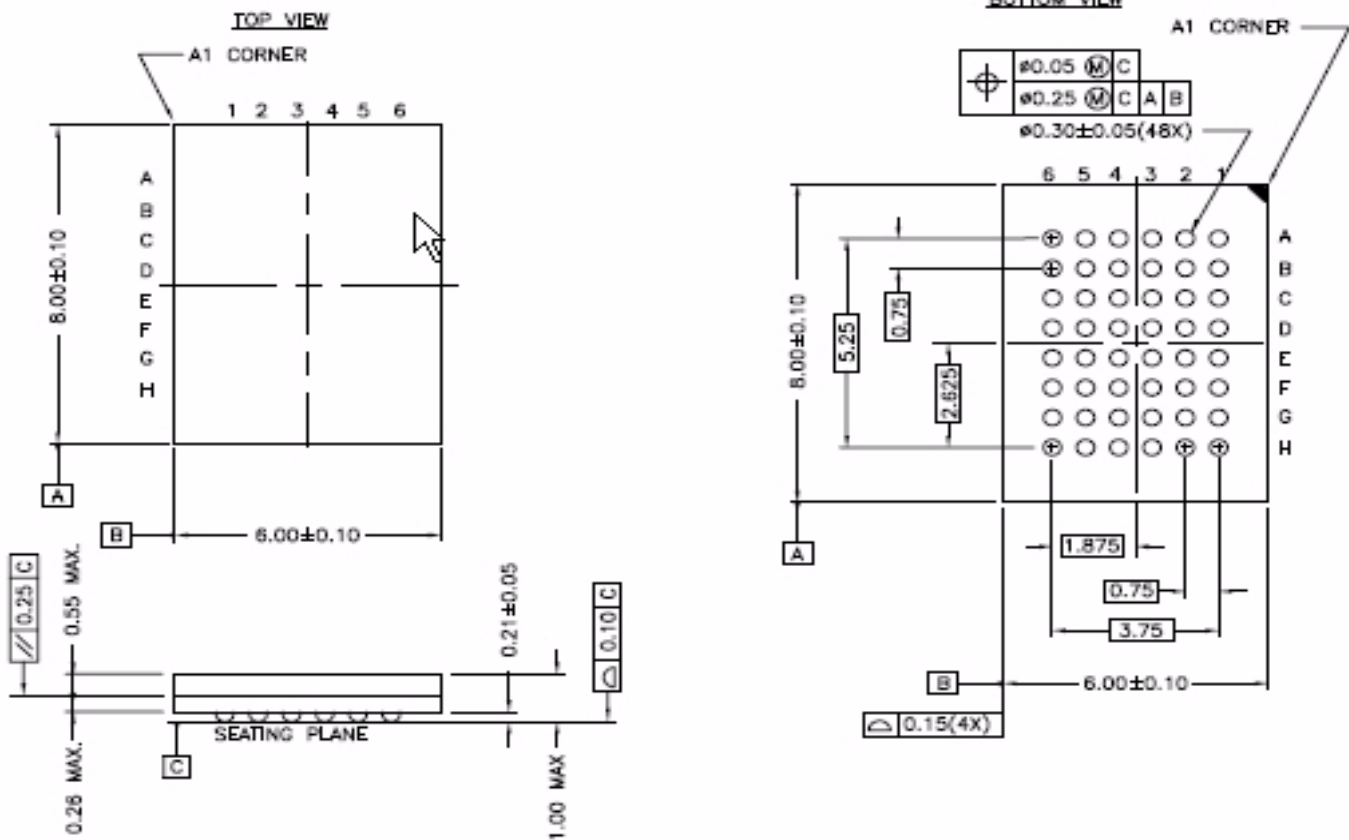 TOP VIEW
A1 CORNER
1 2 3 4 5 6
A
B
C
D
E
F
G
H
8.00±0.10
A
B
6.00±0.10
// 0.25 C
0.55 MAX.
0.26 MAX.
0.21±0.05
0.10 C
1.00 MAX
SEATING PLANE
C
BOTTOM VIEW
A1 CORNER
ø0.05 Ⓜ C
ø0.25 Ⓜ C A B
ø0.30±0.05(48X)
6 5 4 3 2 1
A
B
C
D
E
F
G
H
8.00±0.10
5.25
0.75
2.625
A
1.875
0.75
3.75
B
6.00±0.10
0.15(4X)